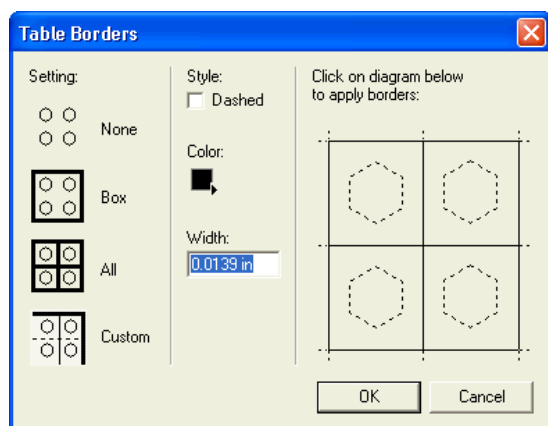 Table Borders
Setting:
None
Box
All
Custom
Style:
Dashed
Color:
Width:
0.0139 in
Click on diagram below
to apply borders:
OK
Cancel